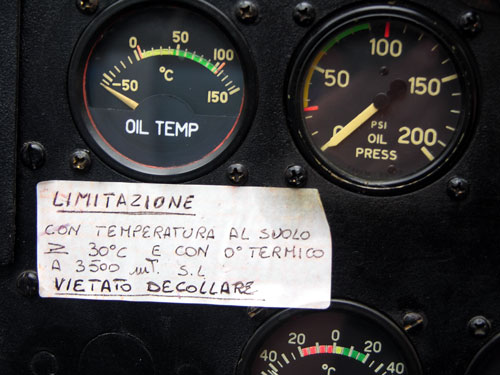 0
50
100
150
-50
°C
OIL TEMP
0
50
100
150
200
PSI
OIL
PRESS
LIMITAZIONE
CON TEMPERATURA AL SUOLO
≥ 30°C E CON 0° TERMICO
A 3500 mT. S.L
VIETATO DECOLLARE
40
20
0
20
40
°C